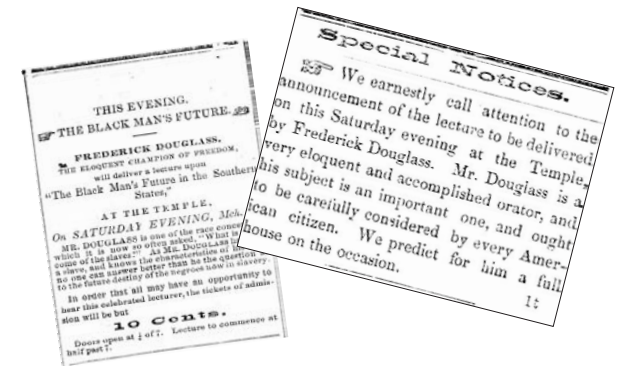 THIS EVENING.
THE BLACK MAN'S FUTURE.
FREDERICK DOUGLASS,
THE ELOQUENT CHAMPION OF FREEDOM,
will deliver a lecture upon
"The Black Man's Future in the Southern
States,"
AT THE TEMPLE,
On SATURDAY EVENING, Mch.
MR. DOUGLASS is one of the race conce
which it is now so often asked, "What is
come of the slaves?" As MR. DOUGLASS h
a slave, and knows the characteristics of
no one can answer better than he the question
to the future destiny of the negroes now in slavery.
In order that all may have an opportunity to
hear this celebrated lecturer, the tickets of admis-
sion will be but
10 Cents.
Doors open at ½ of 7. Lecture to commence at
half past 7.
Special Notices.
We earnestly call attention to the
announcement of the lecture to be delivered
on this Saturday evening at the Temple,
by Frederick Douglass. Mr. Douglass is a
very eloquent and accomplished orator, and
his subject is an important one, and ought
to be carefully considered by every Amer-
ican citizen. We predict for him a full
house on the occasion.
1t